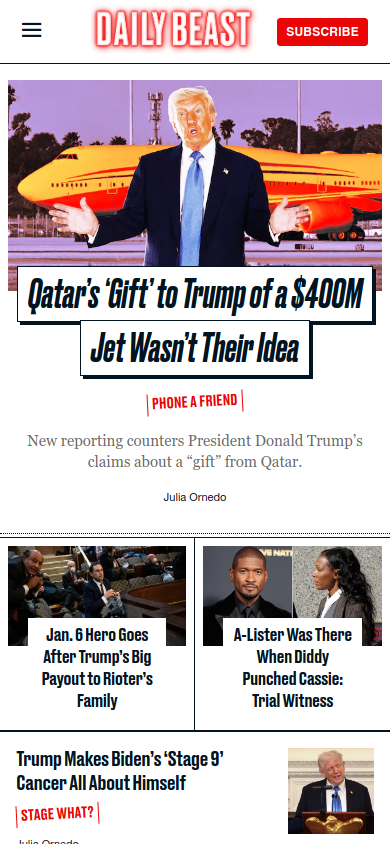 DAILY BEAST
SUBSCRIBE
Qatar's ‘Gift’ to Trump of a $400M
Jet Wasn't Their Idea
PHONE A FRIEND
New reporting counters President Donald Trump’s
claims about a “gift” from Qatar.
Julia Ornedo
VE NATI
Jan. 6 Hero Goes
After Trump’s Big
Payout to Rioter’s
Family
A-Lister Was There
When Diddy
Punched Cassie:
Trial Witness
Trump Makes Biden’s ‘Stage 9’
Cancer All About Himself
STAGE WHAT?
Julia Ornedo